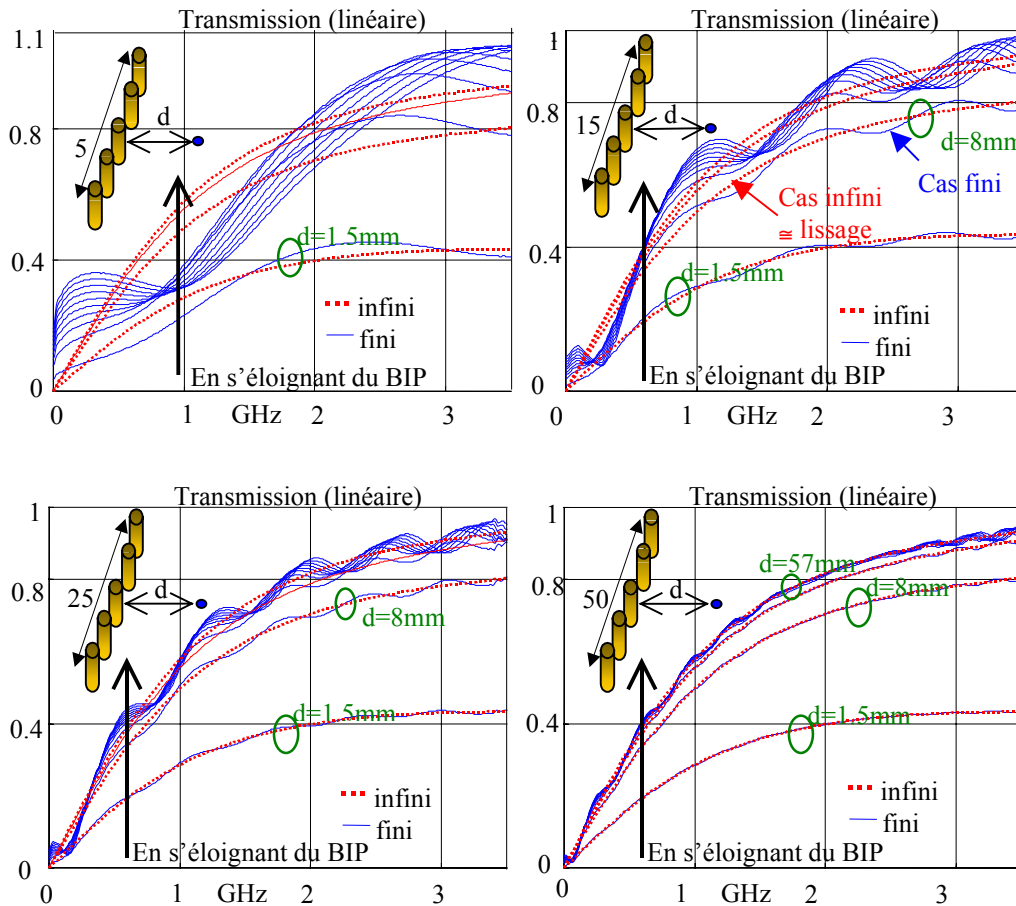 Transmission (linéaire)
1.1
0.8
0.4
0
5
d
d=1.5mm
infini
fini
En s'éloignant du BIP
0
1
GHz
2
3
Transmission (linéaire)
1
0.8
0.4
0
15
d
d=8mm
Cas fini
Cas infini
≅ lissage
d=1.5mm
infini
fini
En s'éloignant du BIP
0
1
GHz
2
3
Transmission (linéaire)
1
0.8
0.4
0
25
d
d=8mm
d=1.5mm
infini
fini
En s'éloignant du BIP
0
1
GHz
2
3
Transmission (linéaire)
1
0.8
0.4
0
50
d
d=57mm
d=8mm
d=1.5mm
infini
fini
En s'éloignant du BIP
0
1
GHz
2
3